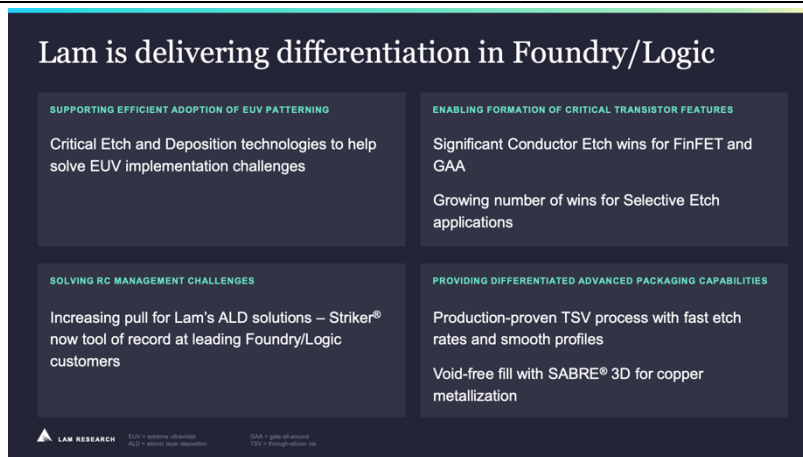 Lam is delivering differentiation in Foundry/Logic
SUPPORTING EFFICIENT ADOPTION OF EUV PATTERNING
Critical Etch and Deposition technologies to help
solve EUV implementation challenges
ENABLING FORMATION OF CRITICAL TRANSISTOR FEATURES
Significant Conductor Etch wins for FinFET and
GAA
Growing number of wins for Selective Etch
applications
SOLVING RC MANAGEMENT CHALLENGES
Increasing pull for Lam's ALD solutions – Striker®
now tool of record at leading Foundry/Logic
customers
PROVIDING DIFFERENTIATED ADVANCED PACKAGING CAPABILITIES
Production-proven TSV process with fast etch
rates and smooth profiles
Void-free fill with SABRE® 3D for copper
metallization
LAM RESEARCH
EUV = extreme ultraviolet
ALD = atomic layer deposition
GAA = gate-all-around
TSV = through-silicon via